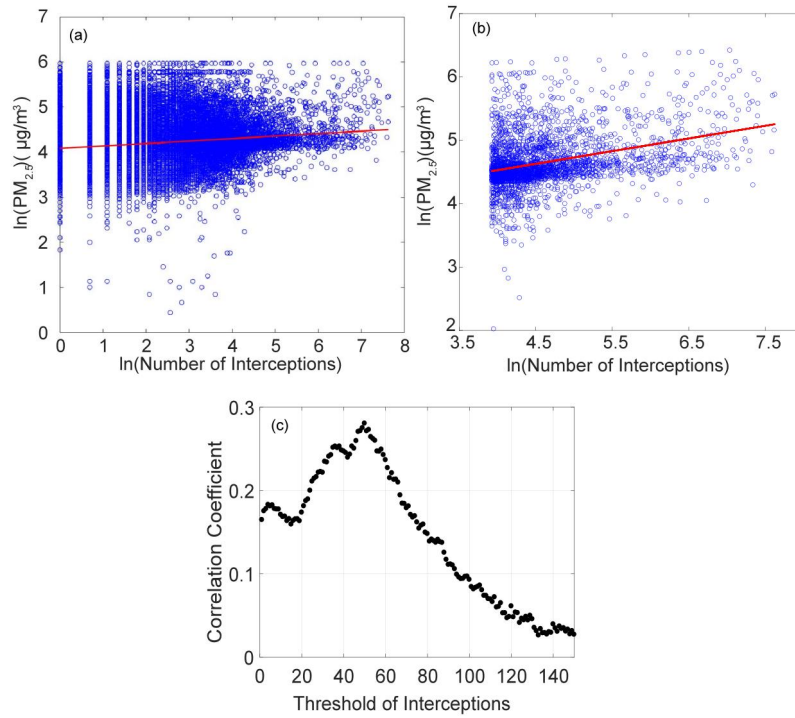 (a)
7
6
5
4
3
2
1
0
ln(PM2.5)( μg/m3)
0 1 2 3 4 5 6 7 8
ln(Number of Interceptions)
(b)
7
6
5
4
3
2
ln(PM2.5)(μg/m3)
3.5 4.5 5.5 6.5 7.5
ln(Number of Interceptions)
(c)
0.3
0.2
0.1
0
Correlation Coefficient
0 20 40 60 80 100 120 140
Threshold of Interceptions